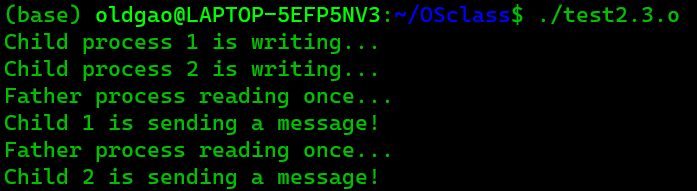 (base) oldgao@LAPTOP-5EFP5NV3:~/OSclass$ ./test2.3.o
Child process 1 is writing...
Child process 2 is writing...
Father process reading once...
Child 1 is sending a message!
Father process reading once...
Child 2 is sending a message!